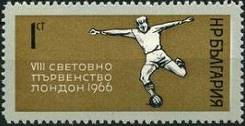 1 СТ
VIII СВЕТОВНО
ПЪРВЕНСТВО
ЛОНДОН 1966
НРБЪЛГАРИЯ